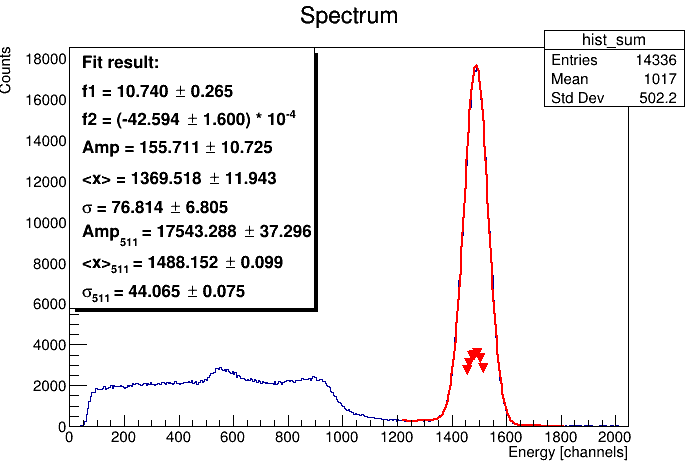 Spectrum
hist_sum
Entries 14336
Mean 1017
Std Dev 502.2
Counts
Fit result:
f1 = 10.740 ± 0.265
f2 = (-42.594 ± 1.600) * 10^-4
Amp = 155.711 ± 10.725
<x> = 1369.518 ± 11.943
σ = 76.814 ± 6.805
Amp_511 = 17543.288 ± 37.296
<x>_511 = 1488.152 ± 0.099
σ_511 = 44.065 ± 0.075
18000
16000
14000
12000
10000
8000
6000
4000
2000
0
0 200 400 600 800 1000 1200 1400 1600 1800 2000
Energy [channels]